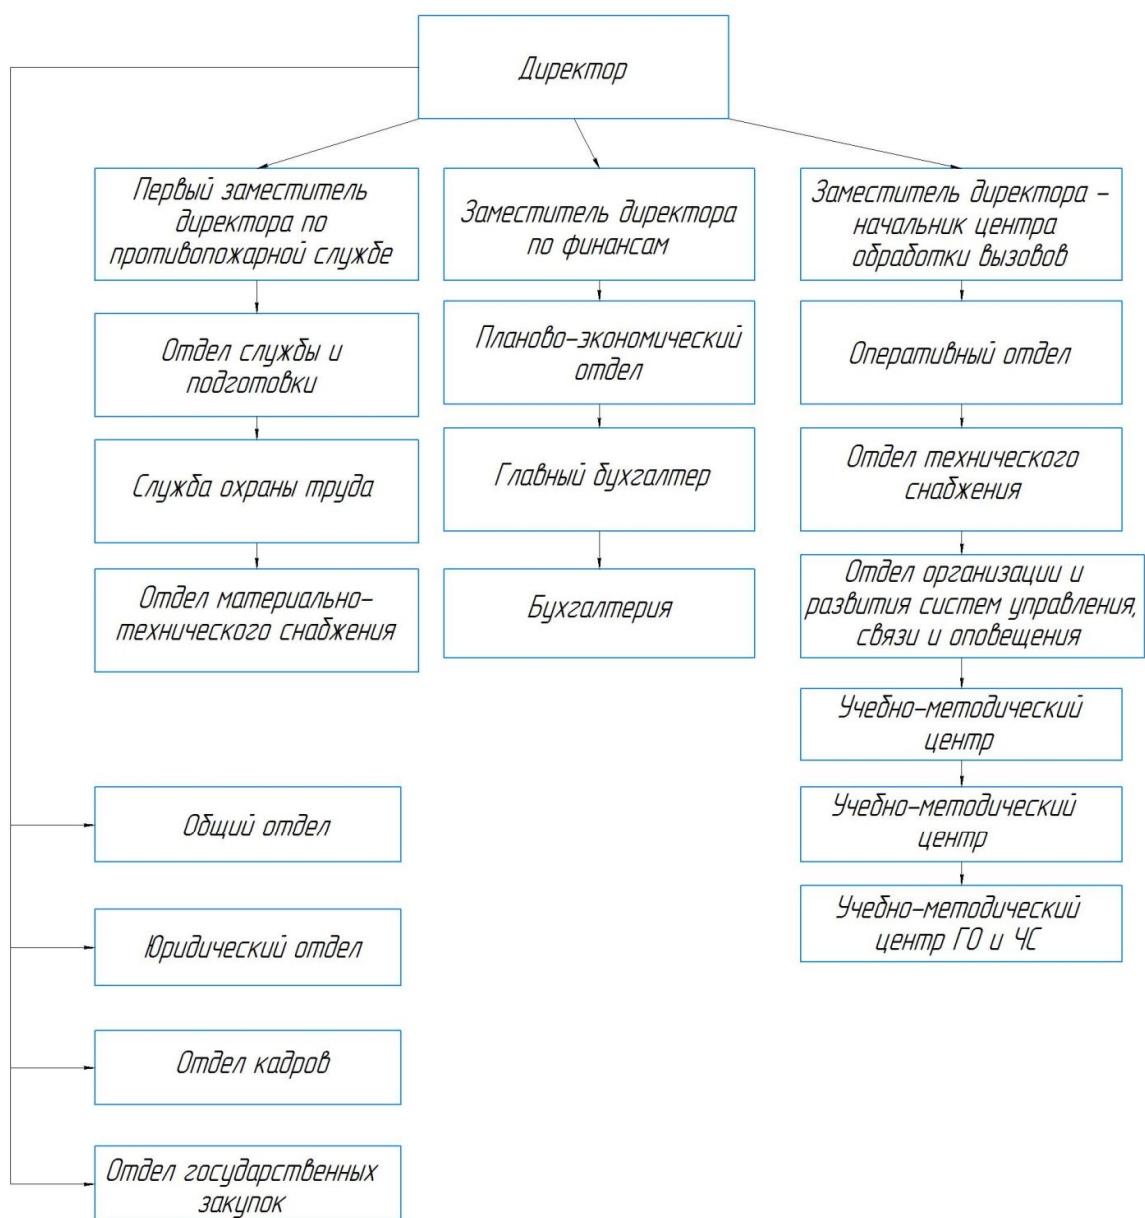 Директор
Первый заместитель
директора по
противопожарной службе
Заместитель директора
по финансам
Заместитель директора –
начальник центра
обработки вызовов
Отдел службы и
подготовки
Планово-экономический
отдел
Оперативный отдел
Служба охраны труда
Главный бухгалтер
Отдел технического
снабжения
Отдел материально-
технического снабжения
Бухгалтерия
Отдел организации и
развития систем управления,
связи и оповещения
Учебно-методический
центр
Учебно-методический
центр
Учебно-методический
центр ГО и ЧС
Общий отдел
Юридический отдел
Отдел кадров
Отдел государственных
закупок